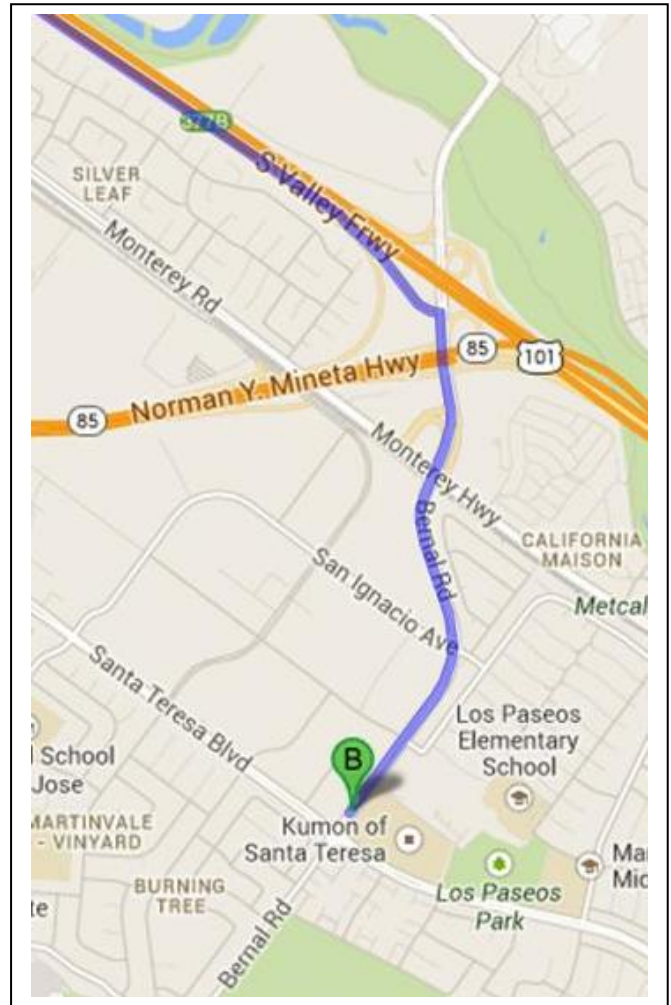 327B
S Valley Frwy
SILVER
LEAF
Monterey Rd
85
101
Norman Y. Mineta Hwy
85
Monterey Hwy
Bernal Rd
CALIFORNIA
MAISON
San Ignacio Ave
Metcal
Santa Teresa Blvd
Los Paseos
Elementary
School
l School
Jose
B
Kumon of
Santa Teresa
MARTINVALE
- VINYARD
Mar
Mic
BURNING
TREE
te
Los Paseos
Park
Bernal Rd